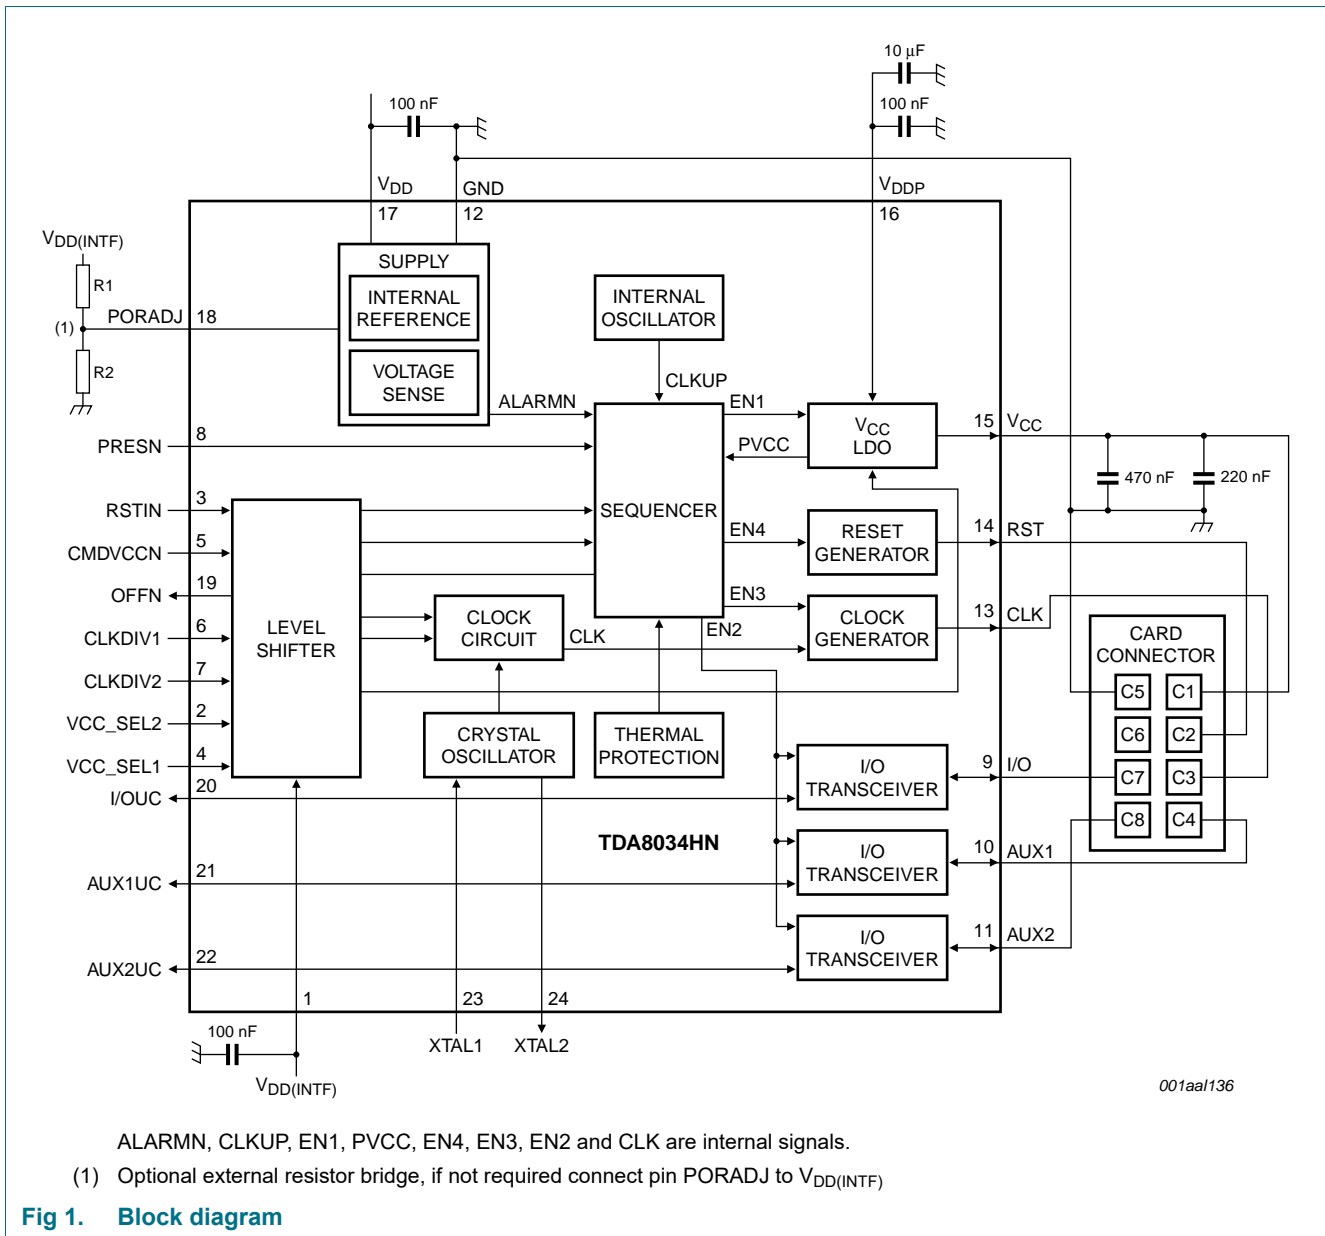 10 μF
100 nF
100 nF
VDD
GND
VDDP
17
12
16
VDD(INTF)
R1
PORADJ
18
(1)
R2
SUPPLY
INTERNAL
REFERENCE
VOLTAGE
SENSE
INTERNAL
OSCILLATOR
CLKUP
ALARMN
EN1
PVCC
VCC
LDO
15
VCC
470 nF
220 nF
PRESN
8
RSTIN
3
CMDVCCN
5
OFFN
19
CLKDIV1
6
CLKDIV2
7
VCC_SEL2
2
VCC_SEL1
4
I/OUC
20
AUX1UC
21
AUX2UC
22
LEVEL
SHIFTER
SEQUENCER
EN4
RESET
GENERATOR
14
RST
EN3
EN2
CLOCK
CIRCUIT
CLK
CLOCK
GENERATOR
13
CLK
CRYSTAL
OSCILLATOR
THERMAL
PROTECTION
CARD
CONNECTOR
C5
C1
C6
C2
C7
C3
C8
C4
I/O
TRANSCEIVER
9
I/O
TDA8034HN
I/O
TRANSCEIVER
10
AUX1
I/O
TRANSCEIVER
11
AUX2
1
23
24
100 nF
XTAL1
XTAL2
VDD(INTF)
001aal136
ALARMN, CLKUP, EN1, PVCC, EN4, EN3, EN2 and CLK are internal signals.
(1) Optional external resistor bridge, if not required connect pin PORADJ to VDD(INTF)
Fig 1. Block diagram